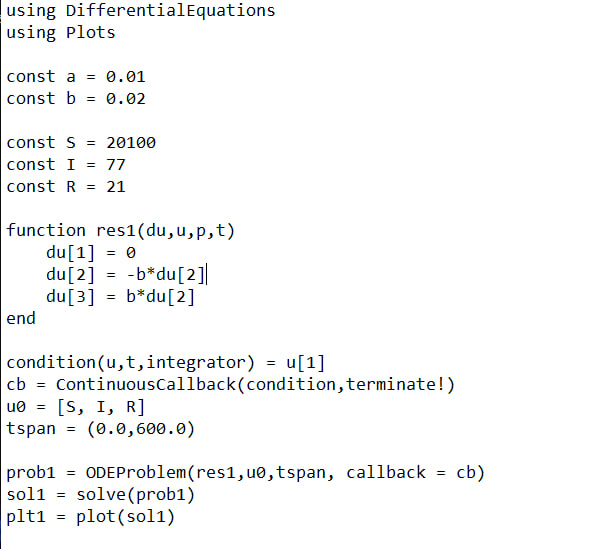 using DifferentialEquations
using Plots

const a = 0.01
const b = 0.02

const S = 20100
const I = 77
const R = 21

function res1(du,u,p,t)
    du[1] = 0
    du[2] = -b*du[2]
    du[3] = b*du[2]
end

condition(u,t,integrator) = u[1]
cb = ContinuousCallback(condition,terminate!)
u0 = [S, I, R]
tspan = (0.0,600.0)

prob1 = ODEProblem(res1,u0,tspan, callback = cb)
sol1 = solve(prob1)
plt1 = plot(sol1)